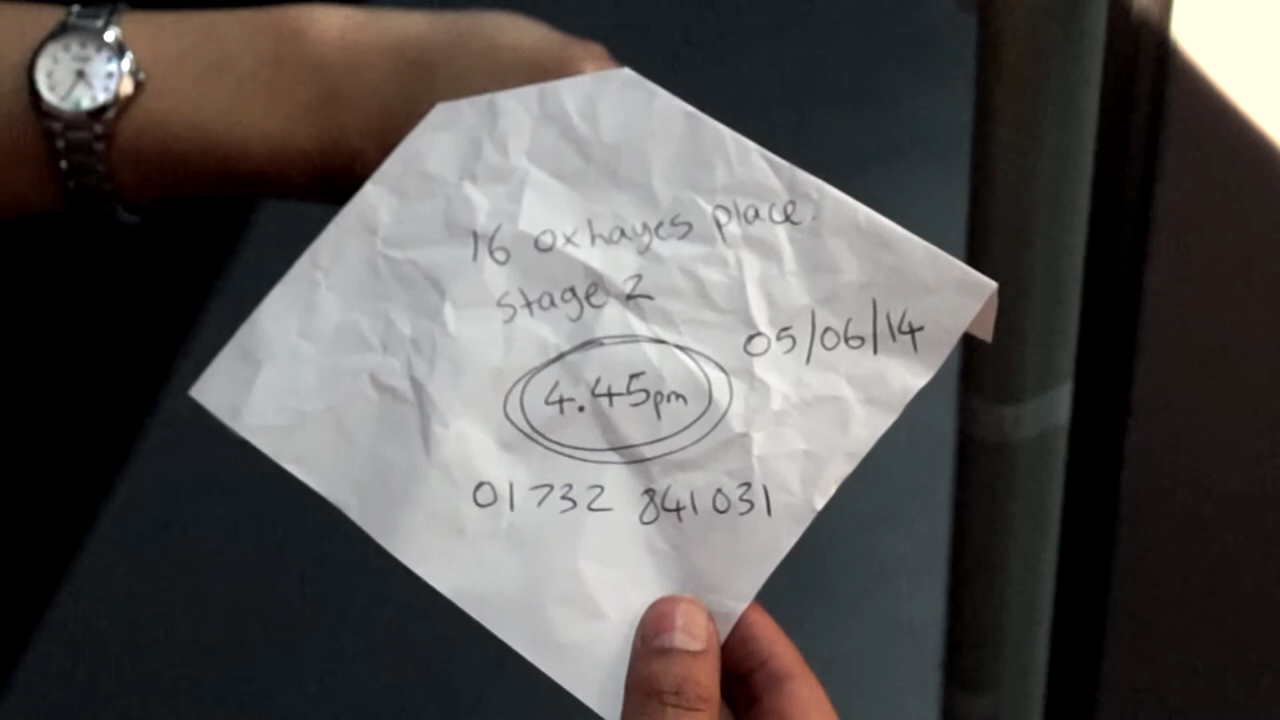 16 oxhayes place.
stage 2
05/06/14
4.45pm
01732 841031